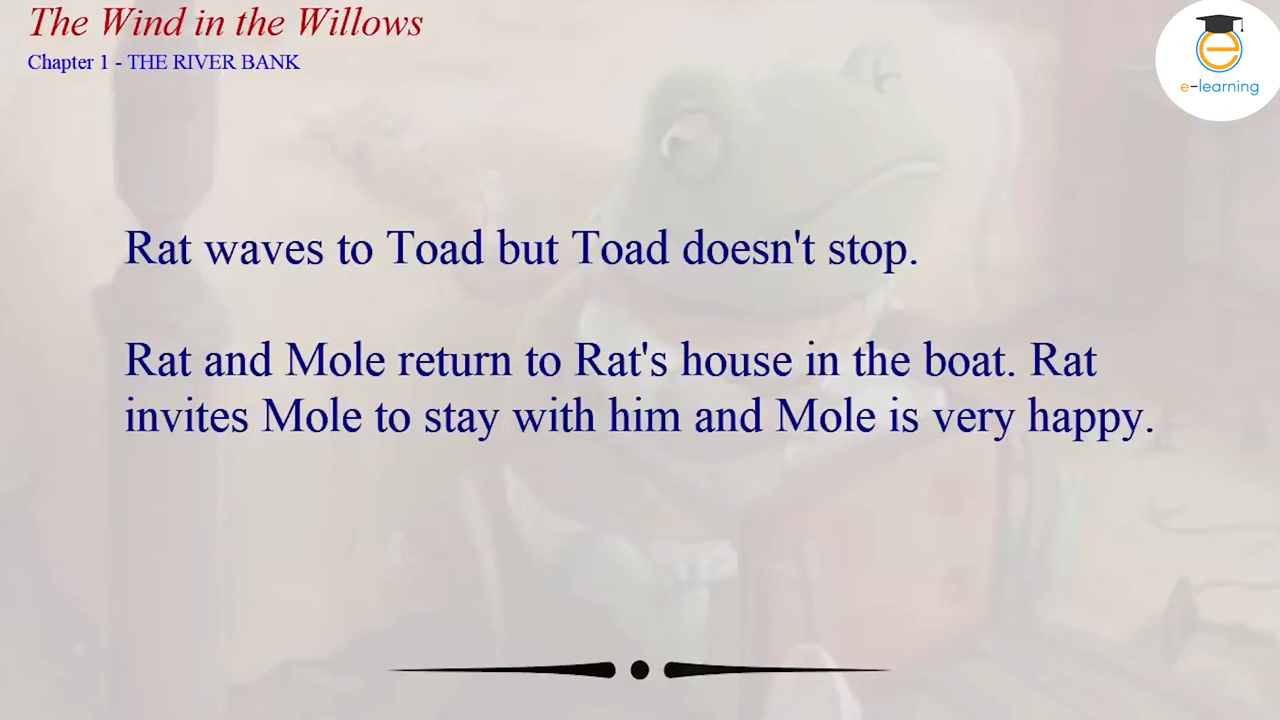 The Wind in the Willows
Chapter 1 - THE RIVER BANK
e-learning
Rat waves to Toad but Toad doesn't stop.
Rat and Mole return to Rat's house in the boat. Rat
invites Mole to stay with him and Mole is very happy.